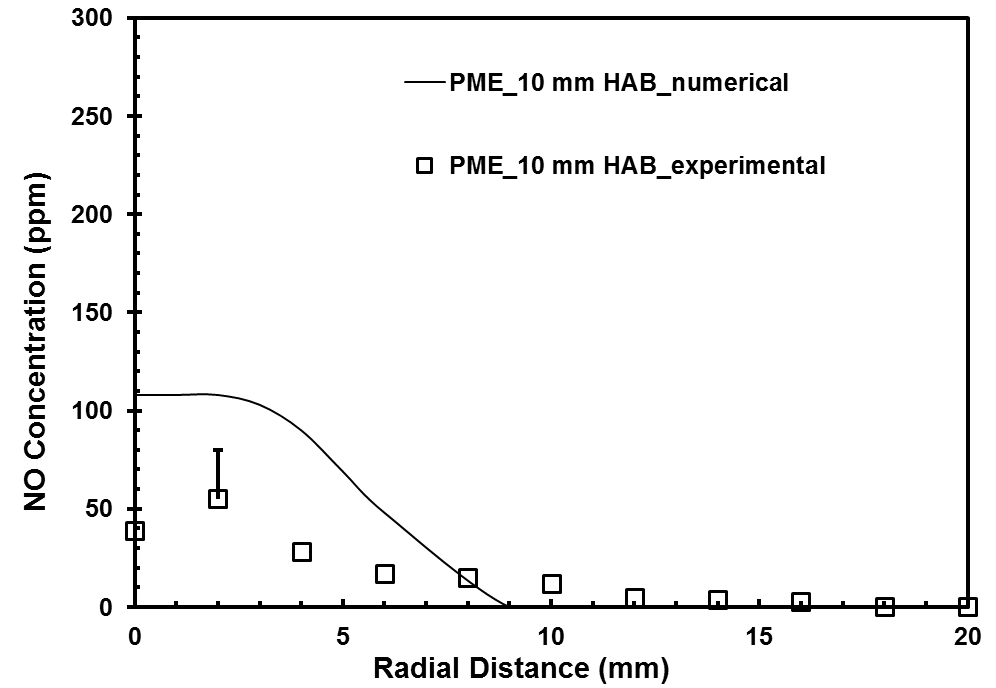 300
250
200
150
100
50
0
NO Concentration (ppm)
PME_10 mm HAB_numerical
PME_10 mm HAB_experimental
0 5 10 15 20
Radial Distance (mm)